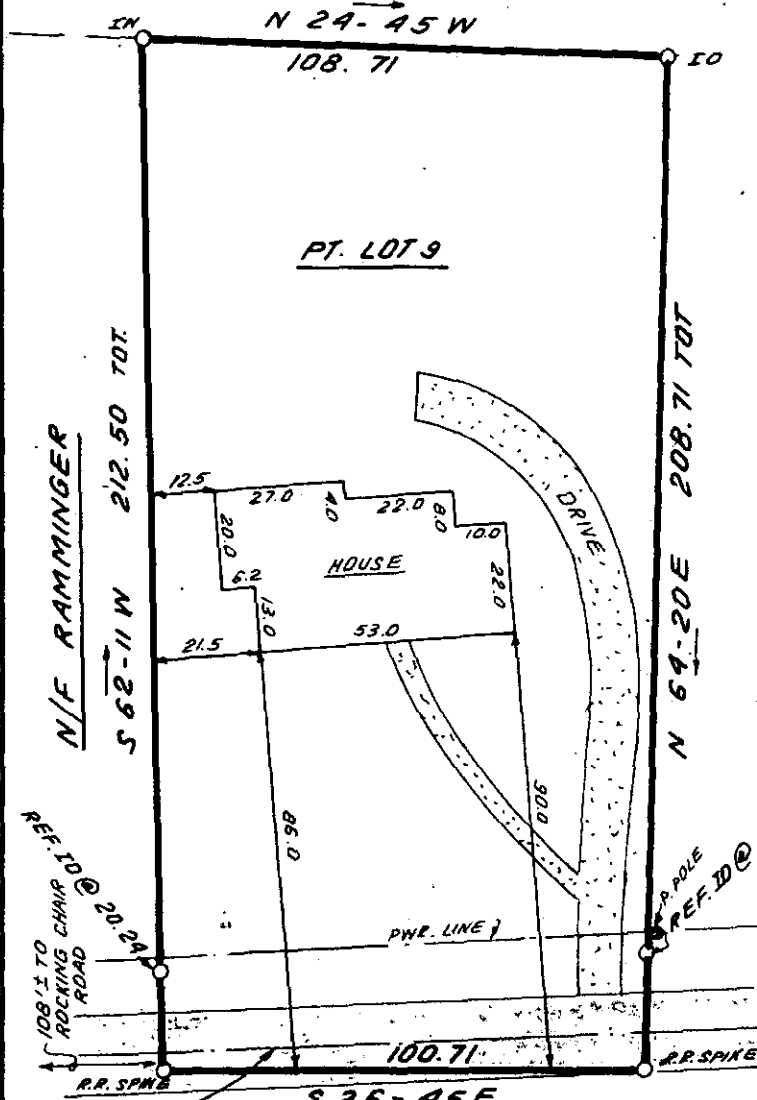 N 24-45 W
IN
108.71
IO
PT. LOT 9
N/F RAMMINGER
S 62-11 W 212.50 TOT.
N 64-20 E 208.71 TOT
12.5
27.0
4.0
22.0
8.0
10.0
20.0
6.2
13.0
HOUSE
22.0
DRIVE
21.5
53.0
86.0
90.0
REF. IO @ 20.24
108'± TO
ROCKING CHAIR
ROAD
PWR. LINE
P. POLE
REF. IO @
100.71
R.R. SPIKE
R.R. SPIKE